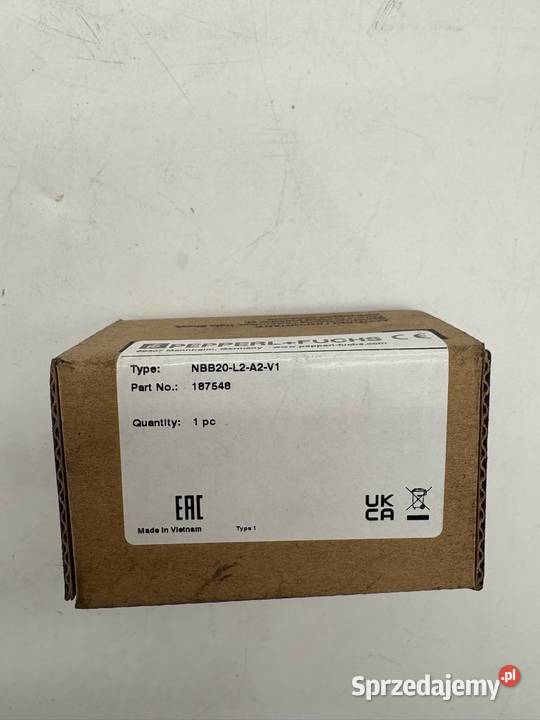 PEPPERL+FUCHS CE
68307 Mannheim, Germany www.pepperl-fuchs.com
Type: NBB20-L2-A2-V1
Part No.: 187548
Quantity: 1 pc
EAC
UK
CA
Made in Vietnam Type 1
Sprzedajemy.pl